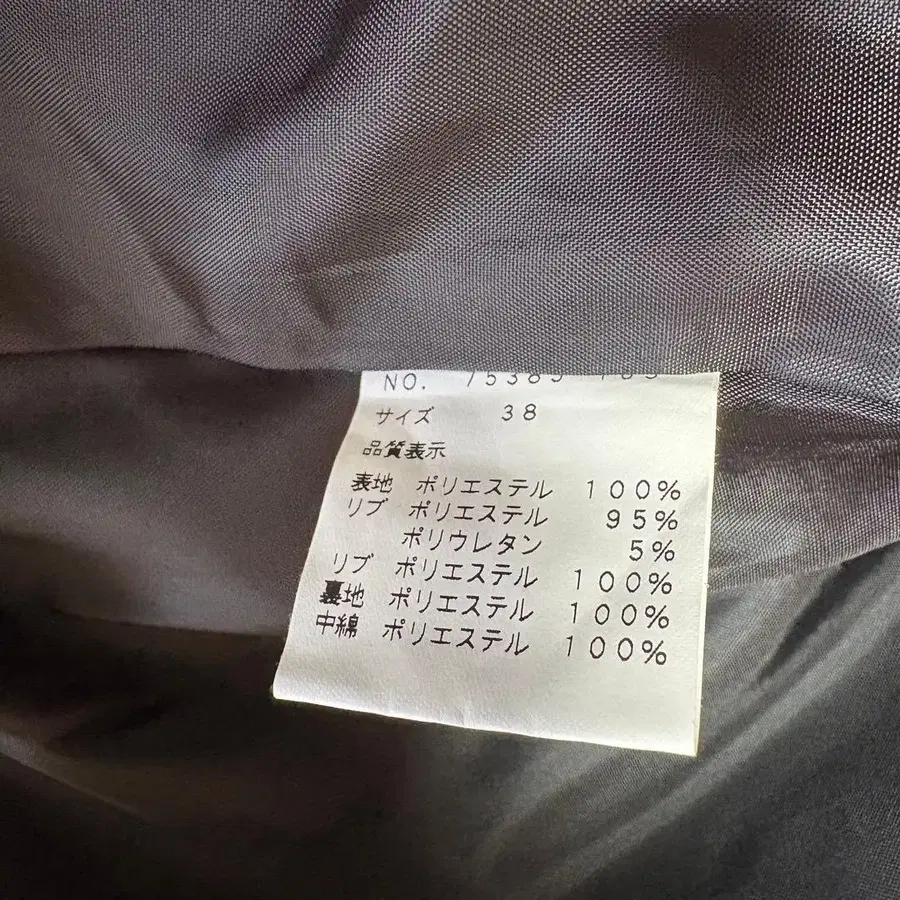 NO.
サイズ 38
品質表示
表地 ポリエステル 100%
リブ ポリエステル 95%
ポリウレタン 5%
リブ ポリエステル 100%
裏地 ポリエステル 100%
中綿 ポリエステル 100%